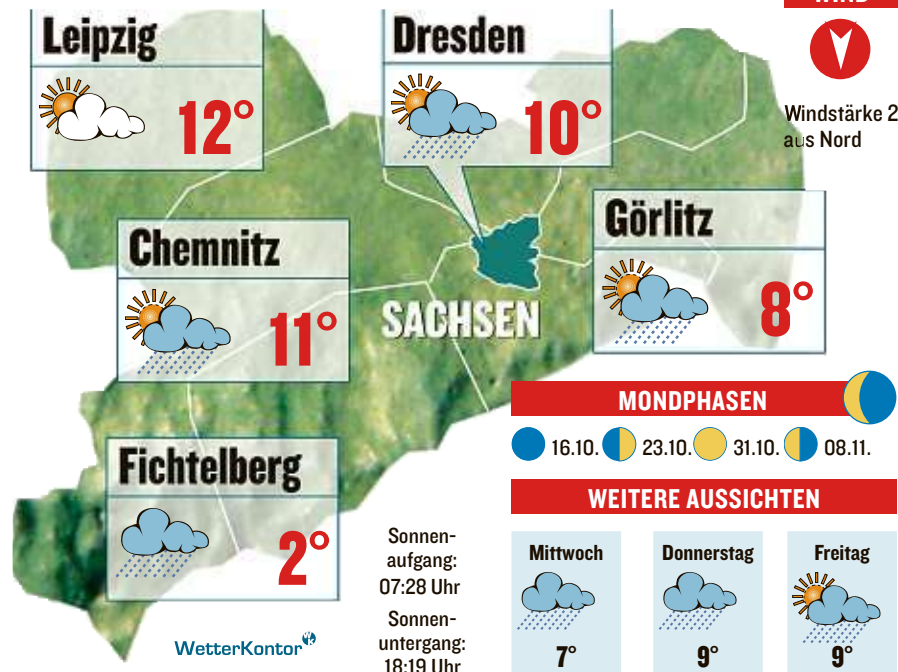 WIND
Leipzig
12°
Dresden
10°
Windstärke 2
aus Nord
Chemnitz
11°
Görlitz
8°
SACHSEN
Fichtelberg
2°
MONDPHASEN
16.10. 23.10. 31.10. 08.11.
WEITERE AUSSICHTEN
Mittwoch
7°
Donnerstag
9°
Freitag
9°
Sonnen-
aufgang:
07:28 Uhr
Sonnen-
untergang:
18:19 Uhr
WetterKontor